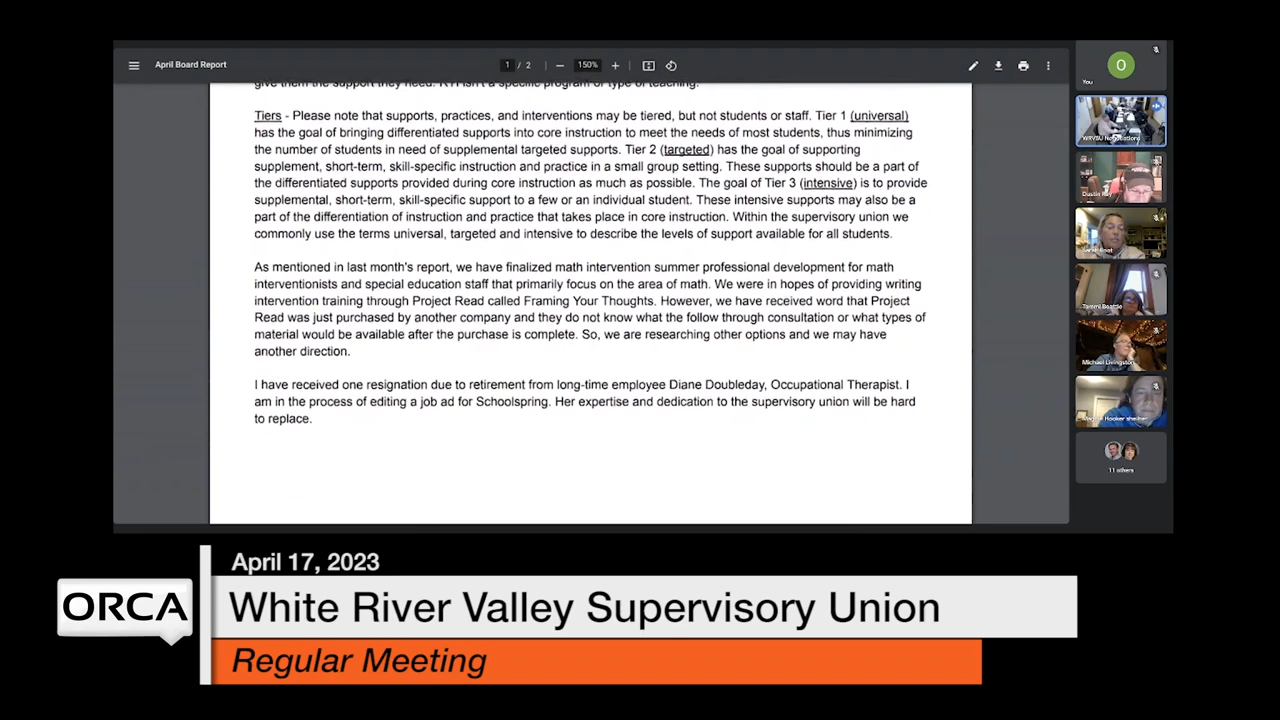 April Board Report
1 / 2
150%
give them the support they need. RTI isn't a specific program or type of teaching.
Tiers - Please note that supports, practices, and interventions may be tiered, but not students or staff. Tier 1 (universal)
has the goal of bringing differentiated supports into core instruction to meet the needs of most students, thus minimizing
the number of students in need of supplemental targeted supports. Tier 2 (targeted) has the goal of supporting
supplement, short-term, skill-specific instruction and practice in a small group setting. These supports should be a part of
the differentiated supports provided during core instruction as much as possible. The goal of Tier 3 (intensive) is to provide
supplemental, short-term, skill-specific support to a few or an individual student. These intensive supports may also be a
part of the differentiation of instruction and practice that takes place in core instruction. Within the supervisory union we
commonly use the terms universal, targeted and intensive to describe the levels of support available for all students.
As mentioned in last month's report, we have finalized math intervention summer professional development for math
interventionists and special education staff that primarily focus on the area of math. We were in hopes of providing writing
intervention training through Project Read called Framing Your Thoughts. However, we have received word that Project
Read was just purchased by another company and they do not know what the follow through consultation or what types of
material would be available after the purchase is complete. So, we are researching other options and we may have
another direction.
I have received one resignation due to retirement from long-time employee Diane Doubleday, Occupational Therapist. I
am in the process of editing a job ad for Schoolspring. Her expertise and dedication to the supervisory union will be hard
to replace.
O
You
WRVSU Negotiations
Dustin
Tammi Beattie
Michael Livingston
Hooker
11 others
April 17, 2023
ORCA
White River Valley Supervisory Union
Regular Meeting